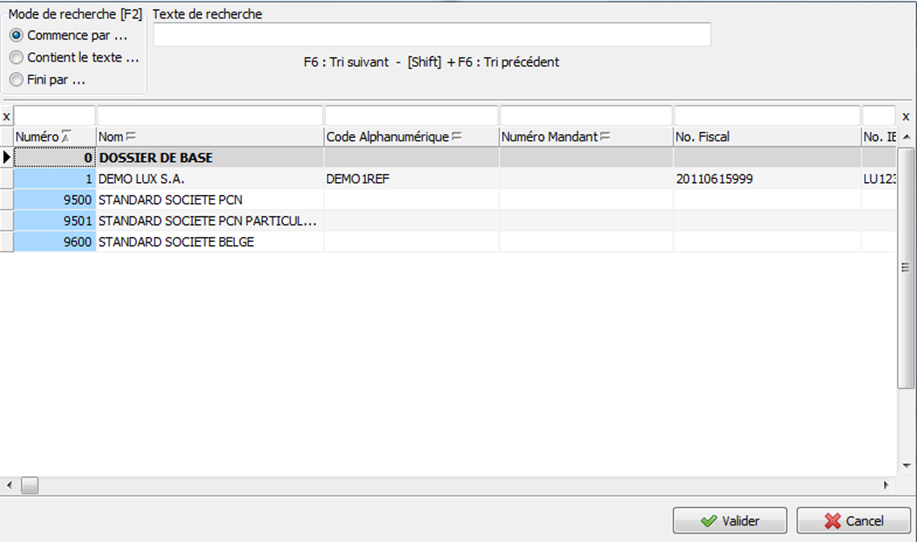 Mode de recherche [F2] Texte de recherche
Commence par ...
Contient le texte ...
F6 : Tri suivant - [Shift] + F6 : Tri précédent
Fini par ...
x x
Numéro Nom Code Alphanumérique Numéro Mandant No. Fiscal No. IE
0 DOSSIER DE BASE
1 DEMO LUX S.A. DEMO1REF 20110615999 LU123
9500 STANDARD SOCIETE PCN
9501 STANDARD SOCIETE PCN PARTICUL...
9600 STANDARD SOCIETE BELGE
Valider Cancel